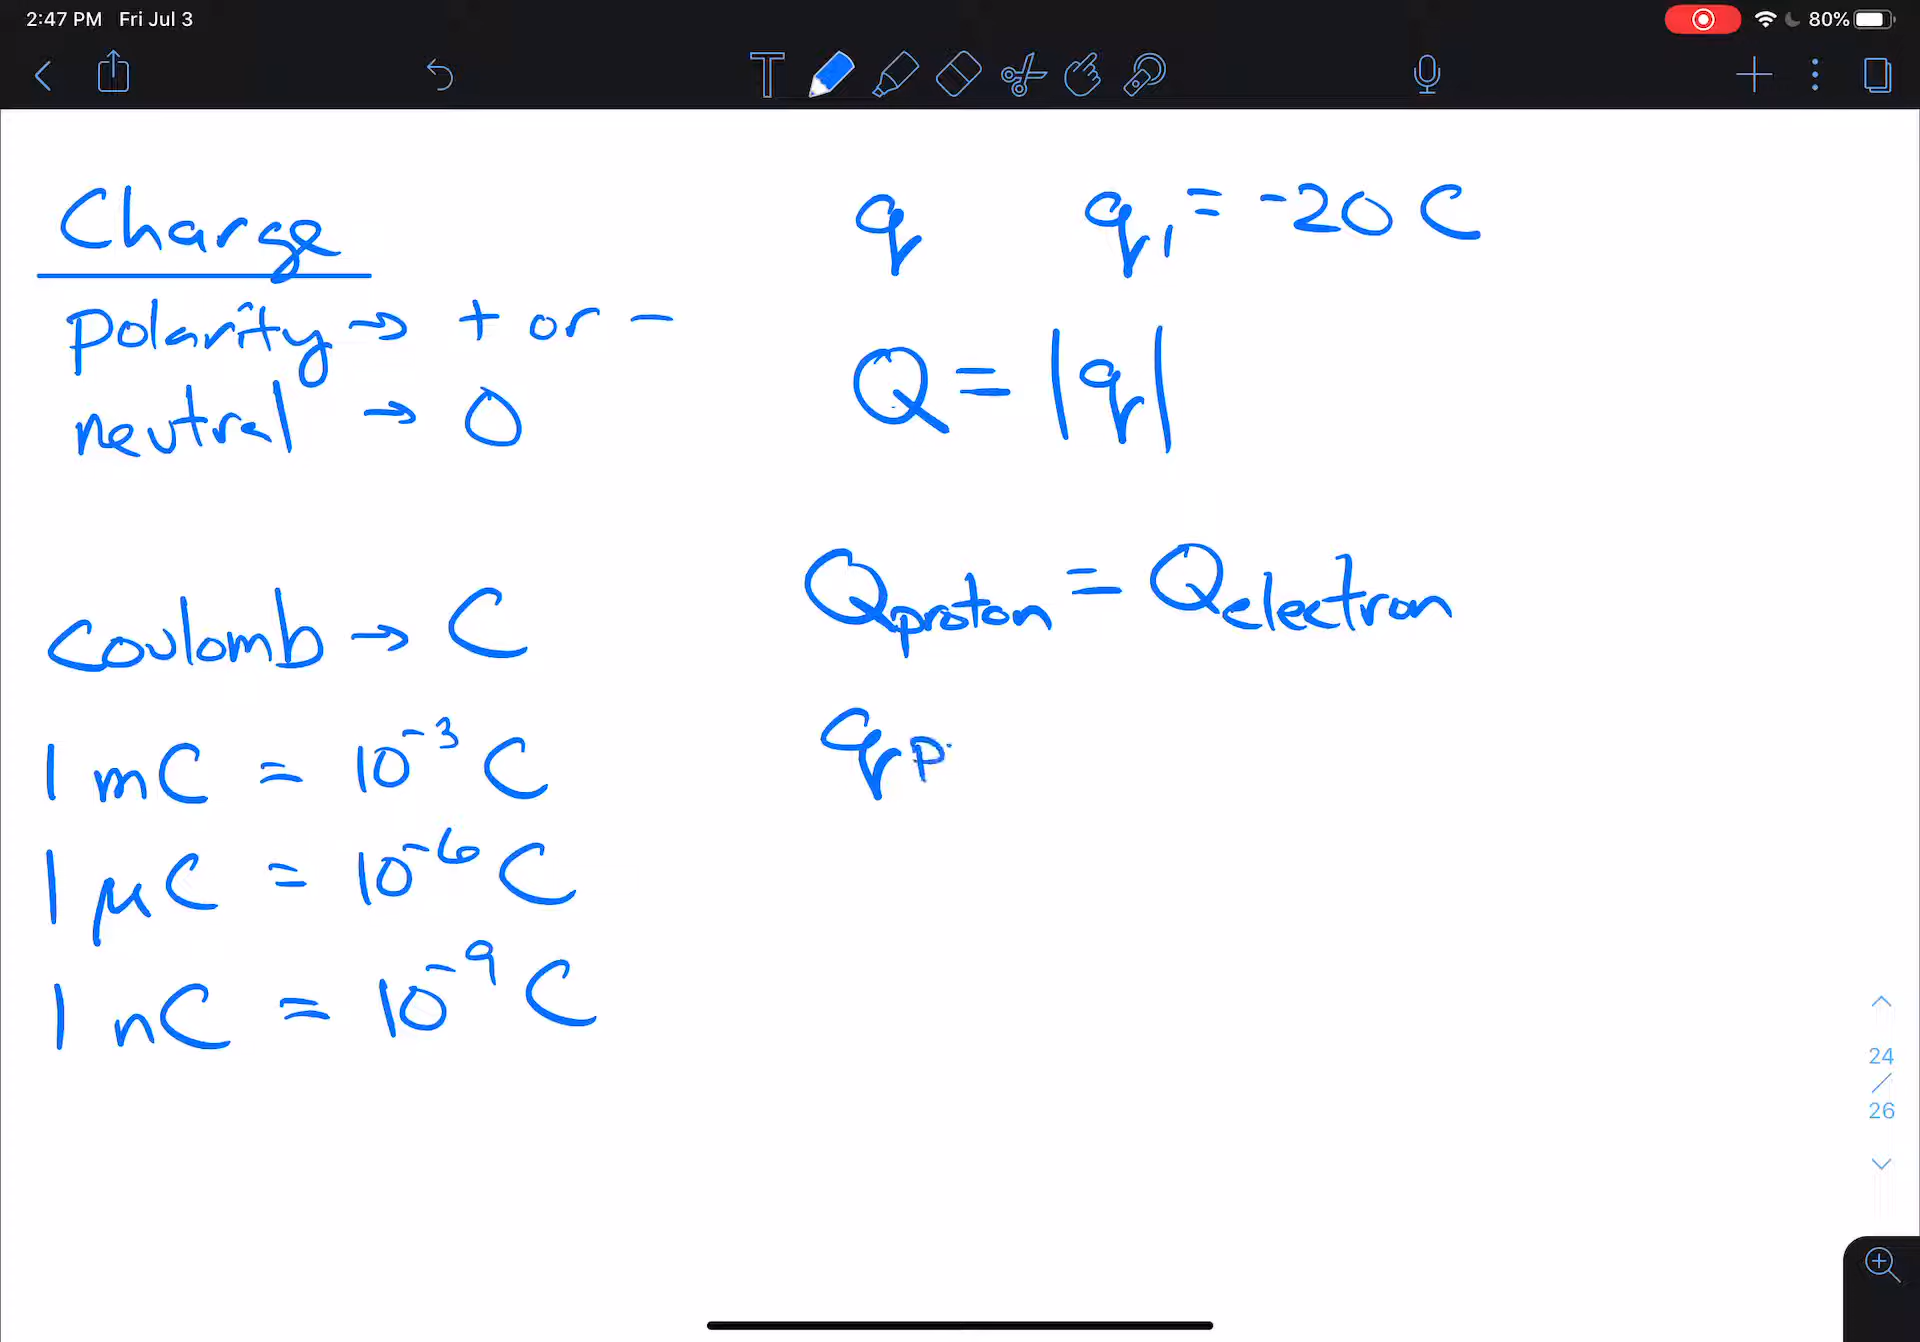 2:47 PM Fri Jul 3
80%
T
Charge
polarity → + or -
neutral → 0
Coulomb → C
1 mC = 10⁻³ C
1 μC = 10⁻⁶ C
1 nC = 10⁻⁹ C
q q₁ = -20 C
Q = |q|
Qproton = Qelectron
qp
24
/
26